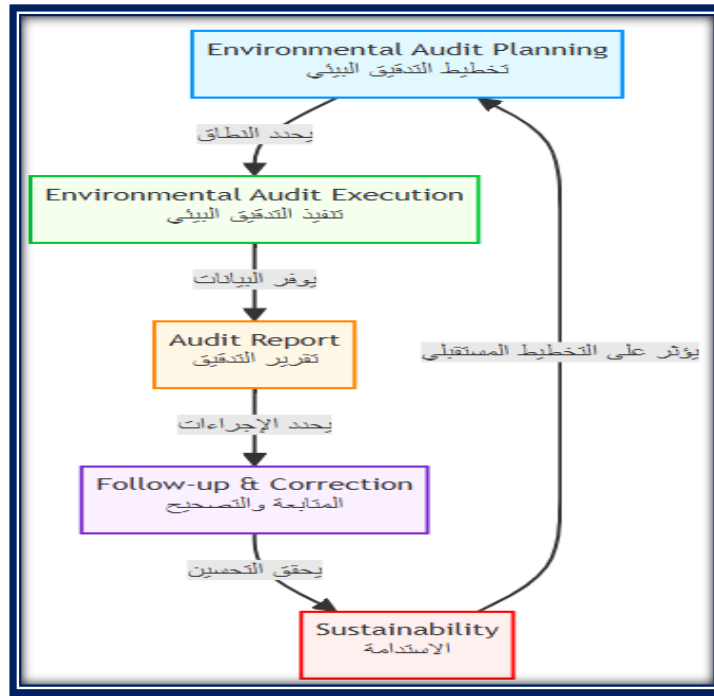 Environmental Audit Planning
تخطيط التدقيق البيئي
يحدد النطاق
Environmental Audit Execution
تنفيذ التدقيق البيئي
يوفر البيانات
Audit Report
تقرير التدقيق
يؤثر على التخطيط المستقبلي
يحدد الإجراءات
Follow-up & Correction
المتابعة والتصحيح
يحقق التحسين
Sustainability
الاستدامة